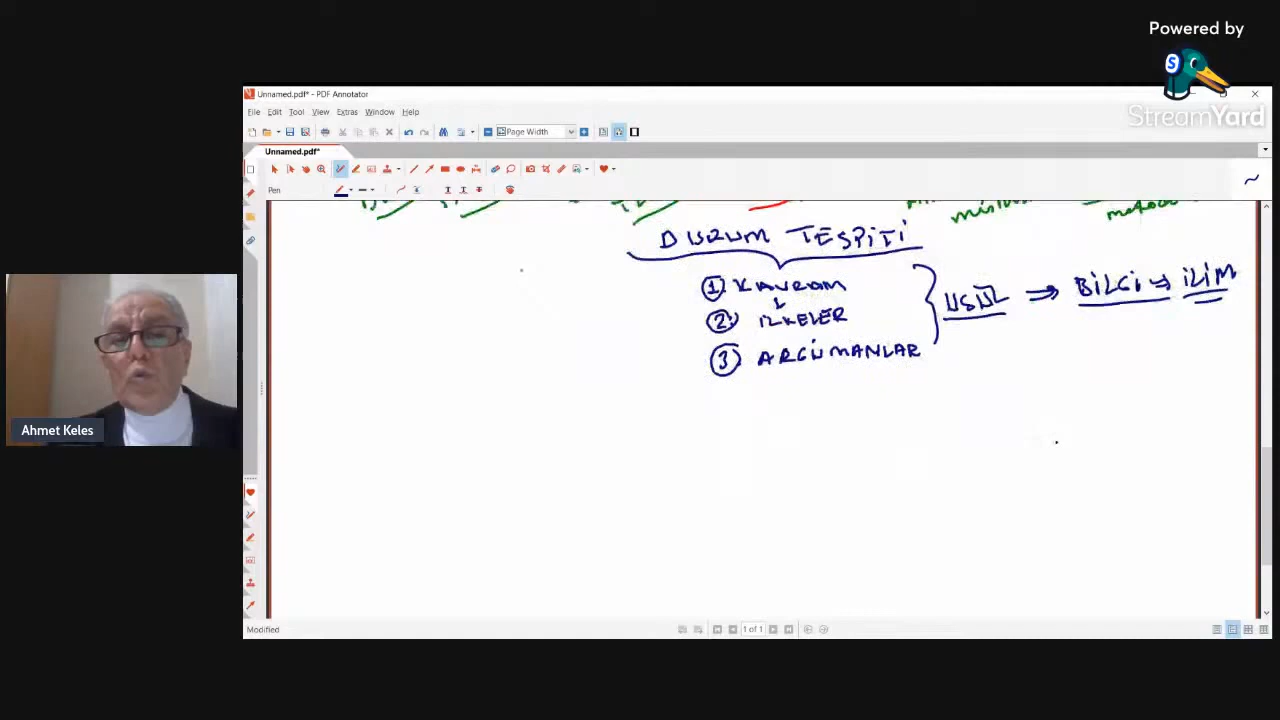 Powered by
StreamYard
Unnamed.pdf* - PDF Annotator
File Edit Tool View Extras Window Help
Page Width
Unnamed.pdf*
Pen
DURUM TESPİTİ
① KAVRAM
② İLKELER
③ ARGÜMANLAR
USÛL ⇒ BİLGİ ⇒ İLİM
Ahmet Keles
Modified
1 of 1